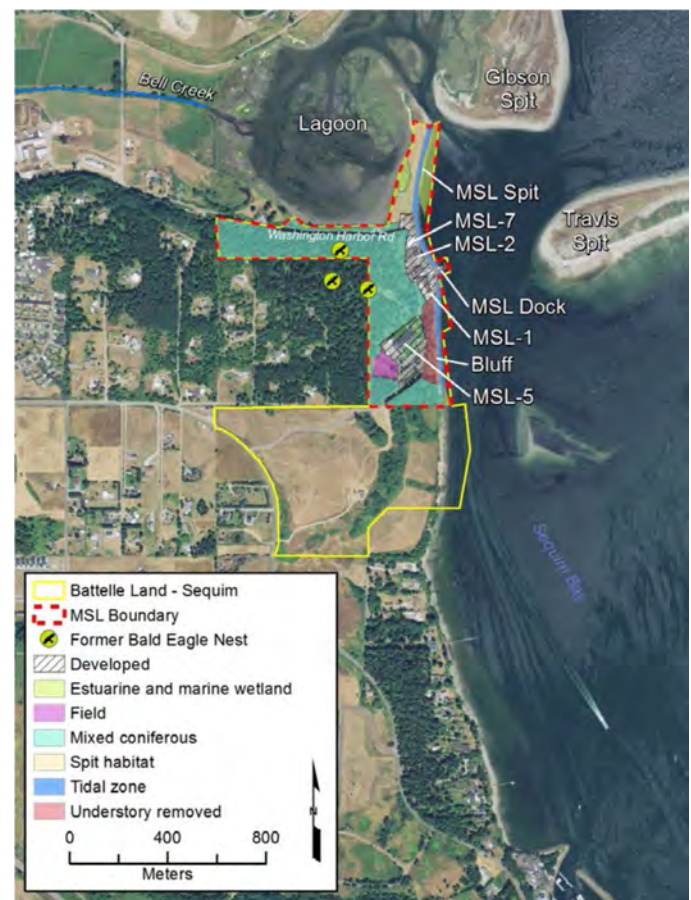 Bell Creek
Lagoon
Gibson
Spit
MSL Spit
Washington Harbor Rd
MSL-7
MSL-2
Travis
Spit
MSL Dock
MSL-1
Bluff
MSL-5
Sequim Bay
Battelle Land - Sequim
MSL Boundary
Former Bald Eagle Nest
Developed
Estuarine and marine wetland
Field
Mixed coniferous
Spit habitat
Tidal zone
Understory removed
N
0 400 800
Meters